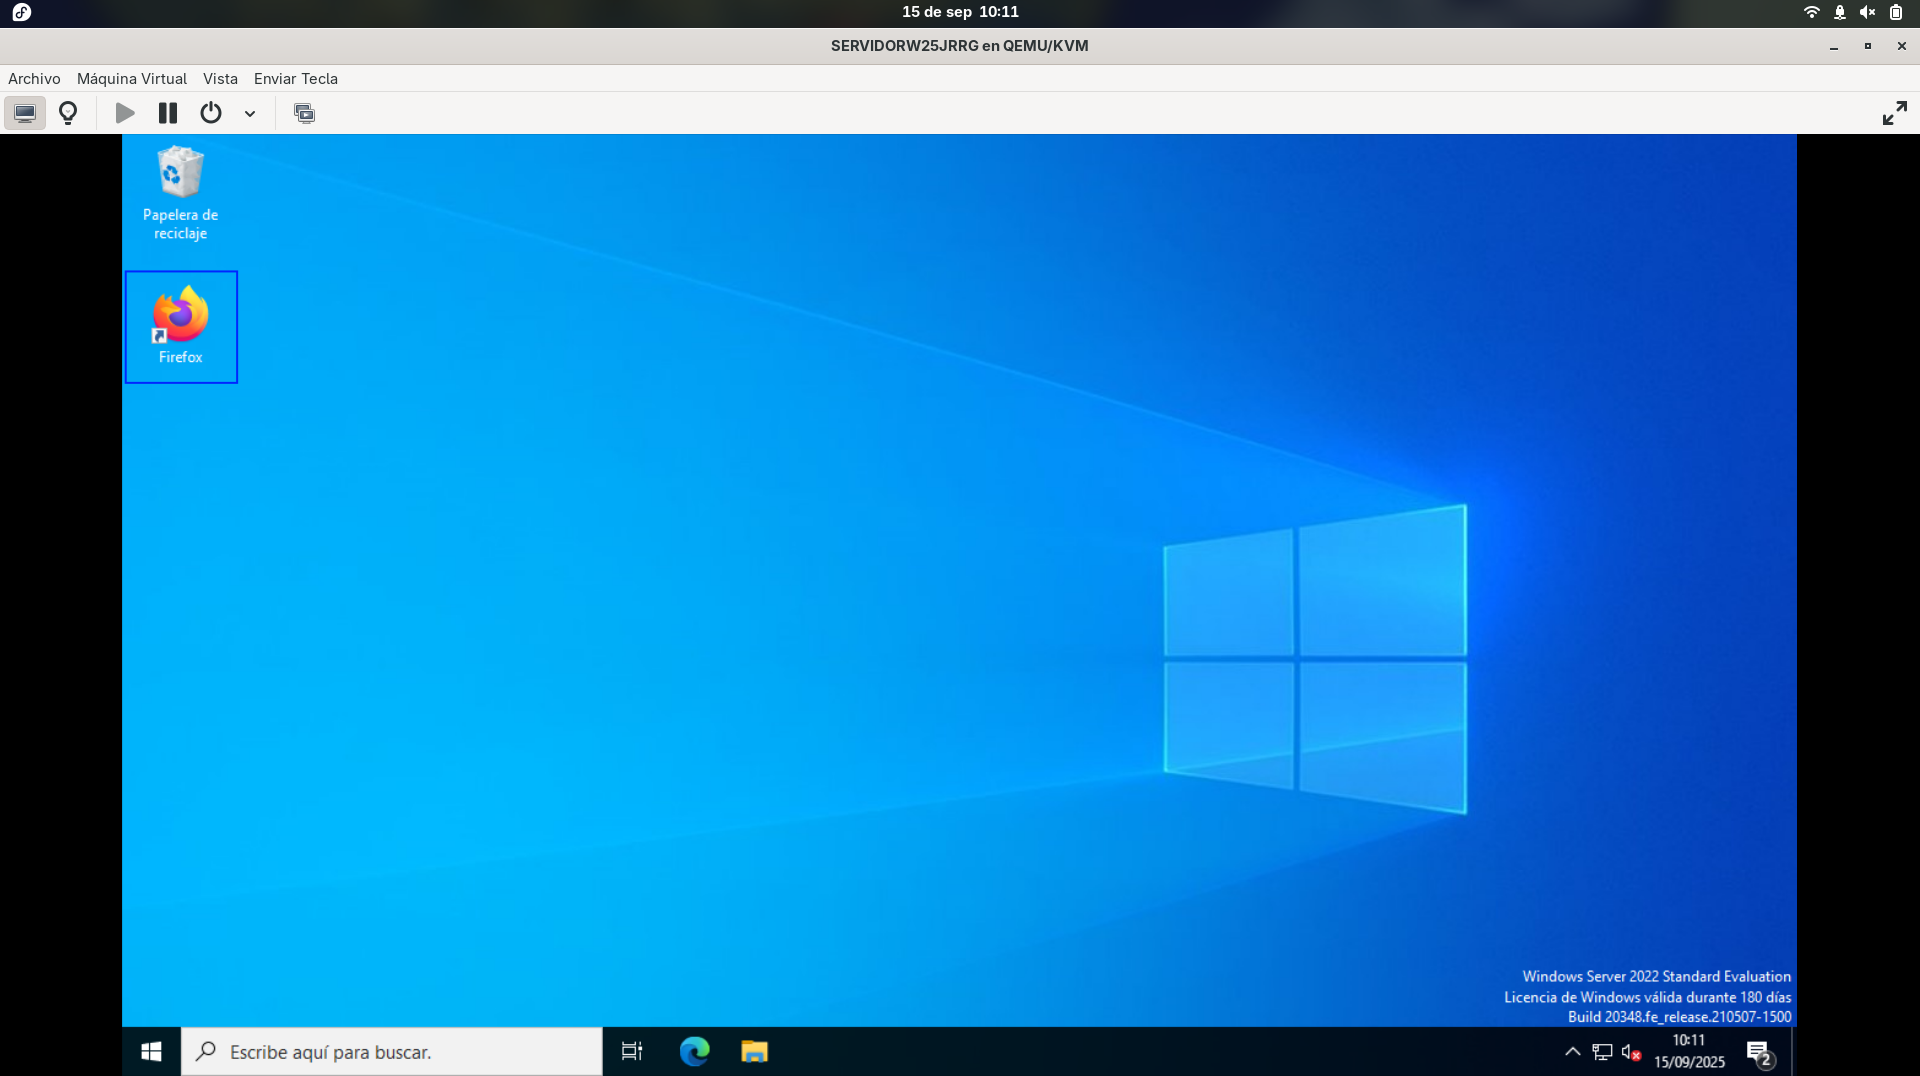 15 de sep 10:11
SERVIDORW25JRRG en QEMU/KVM
Archivo Máquina Virtual Vista Enviar Tecla
Papelera de
reciclaje
Firefox
Windows Server 2022 Standard Evaluation
Licencia de Windows válida durante 180 días
Build 20348.fe_release.210507-1500
Escribe aquí para buscar.
10:11
15/09/2025
2